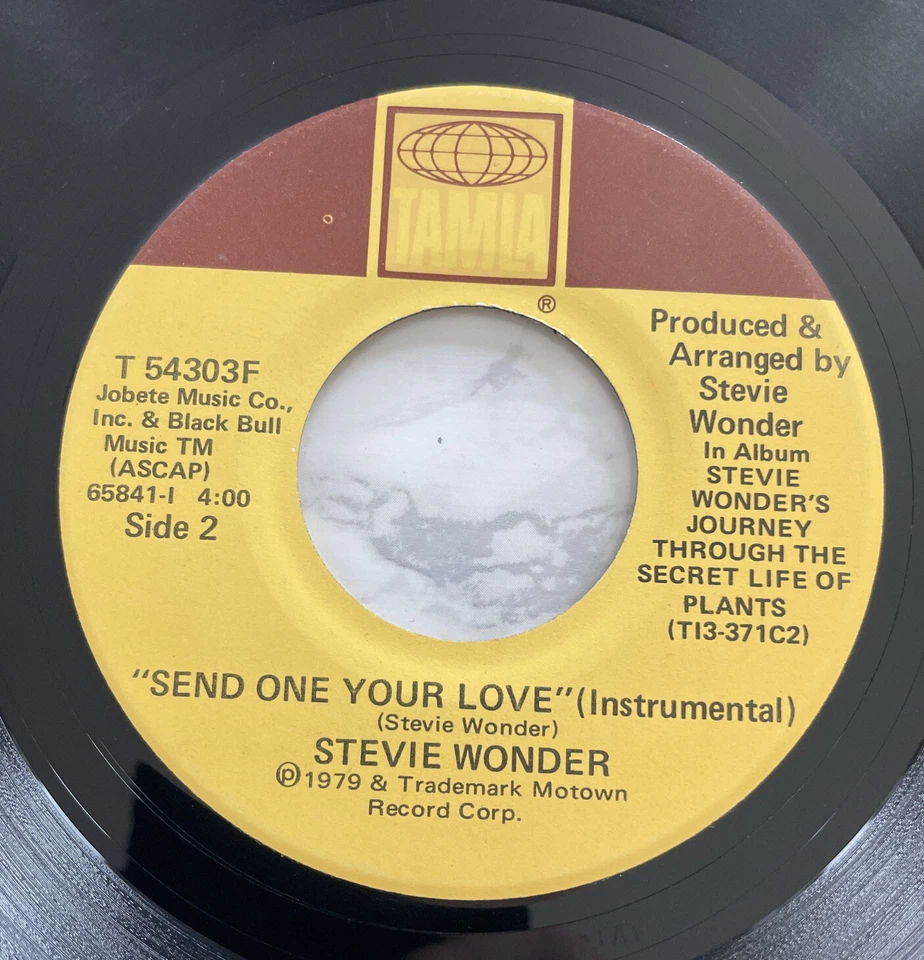 TAMLA
®
T 54303F
Jobete Music Co.,
Inc. & Black Bull
Music TM
(ASCAP)
65841-I 4:00
Side 2
Produced &
Arranged by
Stevie
Wonder
In Album
STEVIE
WONDER'S
JOURNEY
THROUGH THE
SECRET LIFE OF
PLANTS
(TI3-371C2)
"SEND ONE YOUR LOVE" (Instrumental)
(Stevie Wonder)
STEVIE WONDER
℗1979 & Trademark Motown
Record Corp.